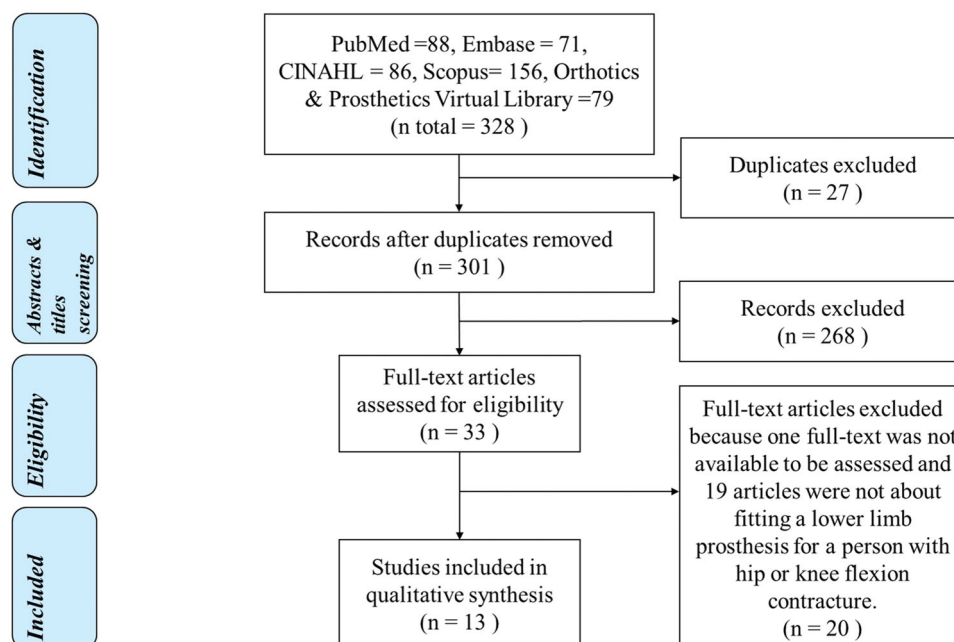 Identification
PubMed =88, Embase = 71,
CINAHL = 86, Scopus= 156, Orthotics
& Prosthetics Virtual Library =79
(n total = 328 )
Duplicates excluded
(n = 27 )
Abstracts &
titles
screening
Records after duplicates removed
(n = 301 )
Records excluded
(n = 268 )
Eligibility
Full-text articles
assessed for eligibility
(n = 33 )
Full-text articles excluded
because one full-text was not
available to be assessed and
19 articles were not about
fitting a lower limb
prosthesis for a person with
hip or knee flexion
contracture.
(n = 20 )
Included
Studies included in
qualitative synthesis
(n = 13 )